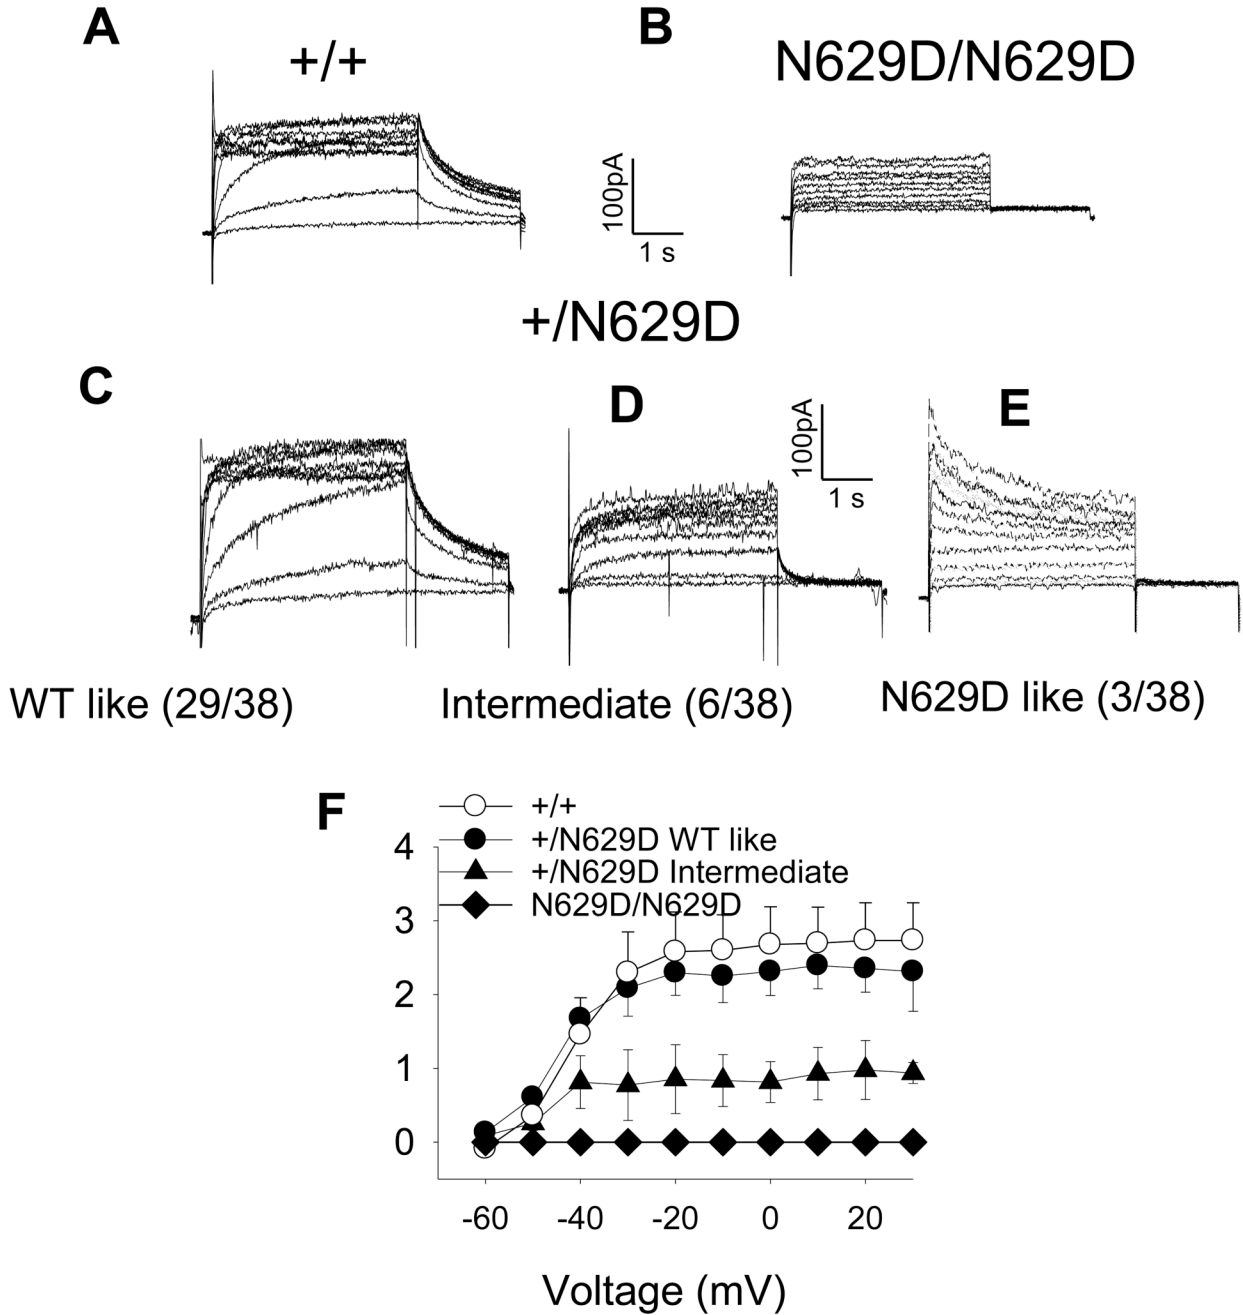 A
B
+/+
N629D/N629D
100pA
1 s
+/N629D
C
D
E
100pA
1 s
WT like (29/38)
Intermediate (6/38)
N629D like (3/38)
F
+/+
+/N629D WT like
+/N629D Intermediate
N629D/N629D
4
3
2
1
0
-60 -40 -20 0 20
Voltage (mV)